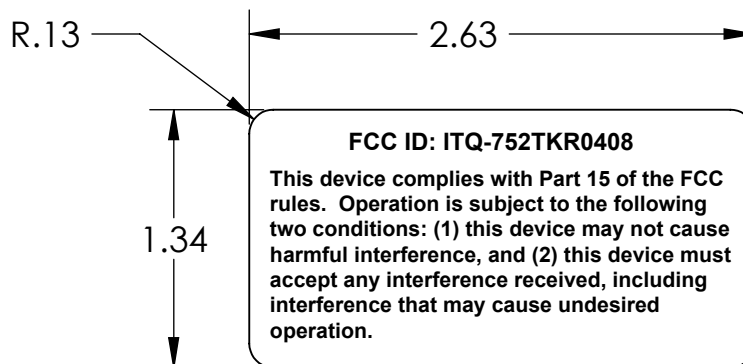 R.13
2.63
1.34
FCC ID: ITQ-752TKR0408
This device complies with Part 15 of the FCC
rules.  Operation is subject to the following
two conditions: (1) this device may not cause
harmful interference, and (2) this device must
accept any interference received, including
interference that may cause undesired
operation.